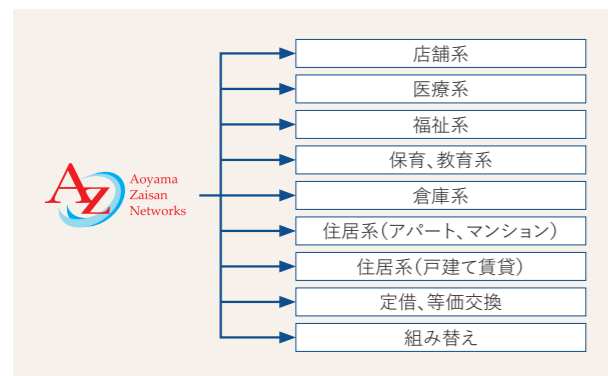 店舗系
医療系
福祉系
保育、教育系
AZ
Aoyama
Zaisan
Networks
倉庫系
住居系(アパート、マンション)
住居系(戸建て賃貸)
定借、等価交換
組み替え